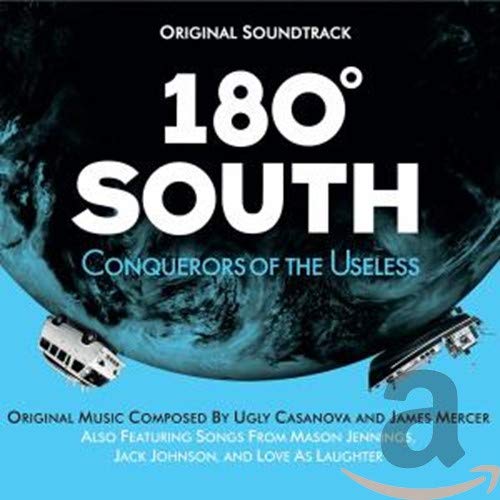 ORIGINAL SOUNDTRACK
180°
SOUTH
CONQUERORS OF THE USELESS
ORIGINAL MUSIC COMPOSED BY UGLY CASANOVA AND JAMES MERCER
ALSO FEATURING SONGS FROM MASON JENNINGS,
JACK JOHNSON, AND LOVE AS LAUGHTER
a